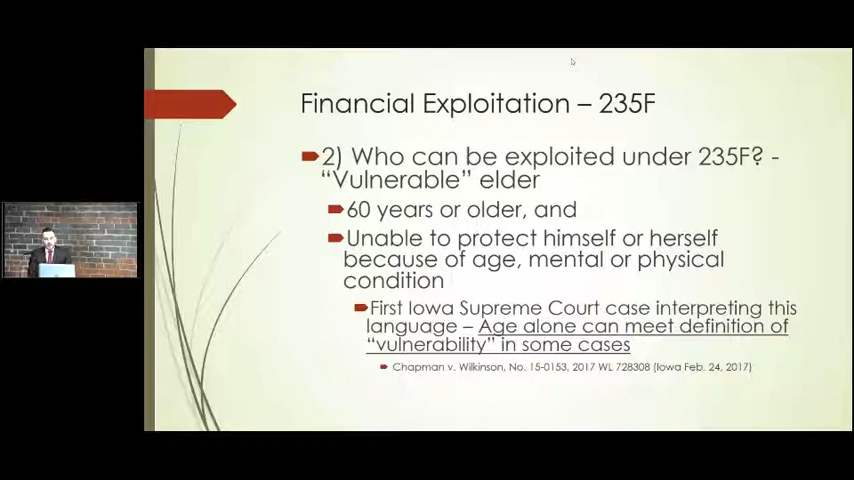 Financial Exploitation – 235F
2) Who can be exploited under 235F? -
“Vulnerable” elder
60 years or older, and
Unable to protect himself or herself
because of age, mental or physical
condition
First Iowa Supreme Court case interpreting this
language – Age alone can meet definition of
“vulnerability” in some cases
Chapman v. Wilkinson, No. 15-0153, 2017 WL 728308 (Iowa Feb. 24, 2017)